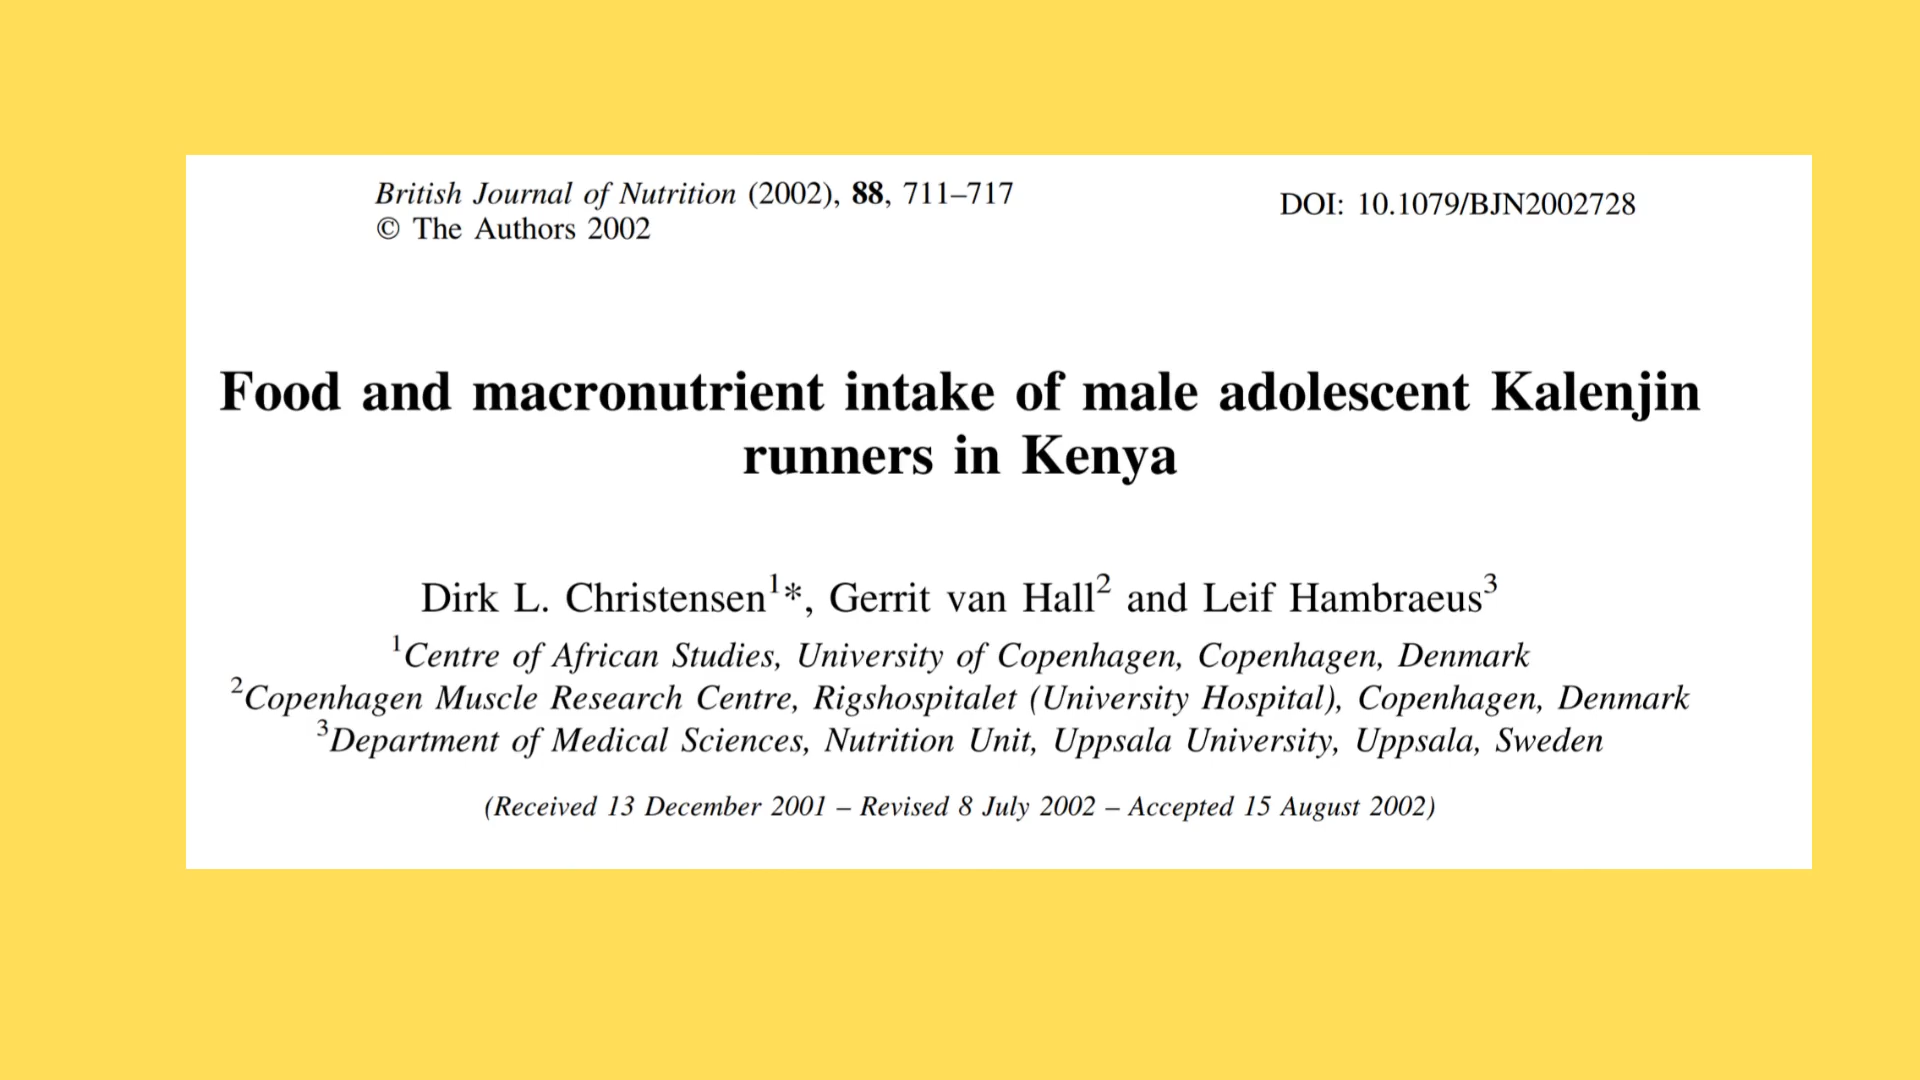 British Journal of Nutrition (2002), 88, 711–717
DOI: 10.1079/BJN2002728
© The Authors 2002
Food and macronutrient intake of male adolescent Kalenjin
runners in Kenya
Dirk L. Christensen1*, Gerrit van Hall2 and Leif Hambraeus3
1Centre of African Studies, University of Copenhagen, Copenhagen, Denmark
2Copenhagen Muscle Research Centre, Rigshospitalet (University Hospital), Copenhagen, Denmark
3Department of Medical Sciences, Nutrition Unit, Uppsala University, Uppsala, Sweden
(Received 13 December 2001 – Revised 8 July 2002 – Accepted 15 August 2002)